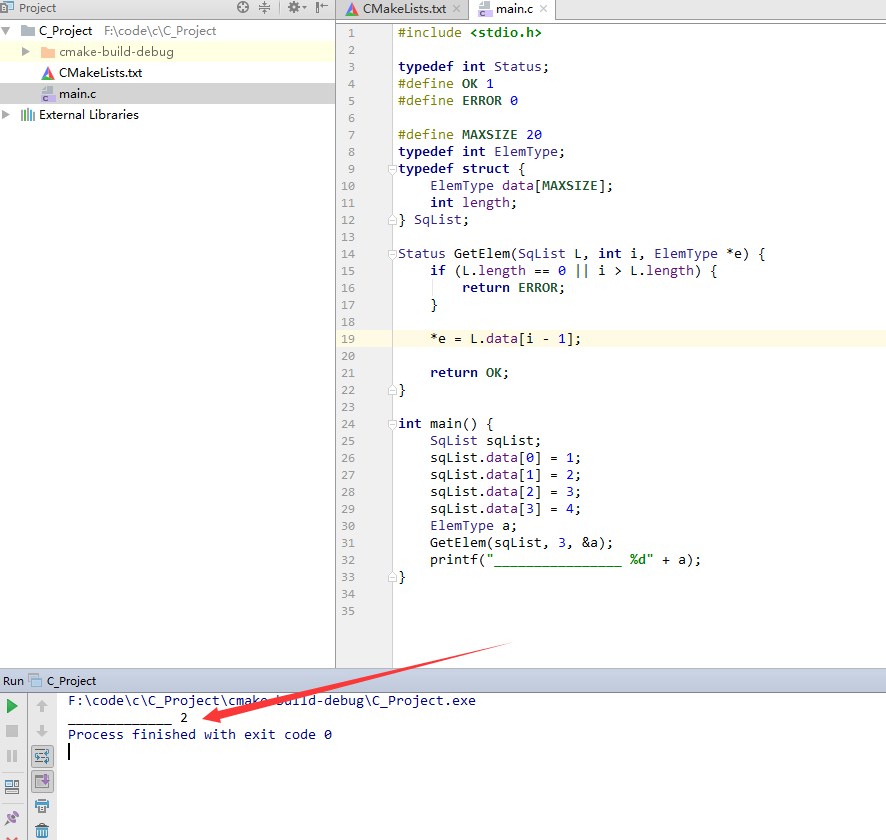 Project
C_Project F:\code\c\C_Project
cmake-build-debug
CMakeLists.txt
main.c
External Libraries
CMakeLists.txt main.c
1 #include <stdio.h>
2
3 typedef int Status;
4 #define OK 1
5 #define ERROR 0
6
7 #define MAXSIZE 20
8 typedef int ElemType;
9 typedef struct {
10 ElemType data[MAXSIZE];
11 int length;
12 } SqList;
13
14 Status GetElem(SqList L, int i, ElemType *e) {
15 if (L.length == 0 || i > L.length) {
16 return ERROR;
17 }
18
19 *e = L.data[i - 1];
20
21 return OK;
22 }
23
24 int main() {
25 SqList sqList;
26 sqList.data[0] = 1;
27 sqList.data[1] = 2;
28 sqList.data[2] = 3;
29 sqList.data[3] = 4;
30 ElemType a;
31 GetElem(sqList, 3, &a);
32 printf("________________ %d" + a);
33 }
34
35
Run C_Project
F:\code\c\C_Project\cmake-build-debug\C_Project.exe
_____________ 2
Process finished with exit code 0